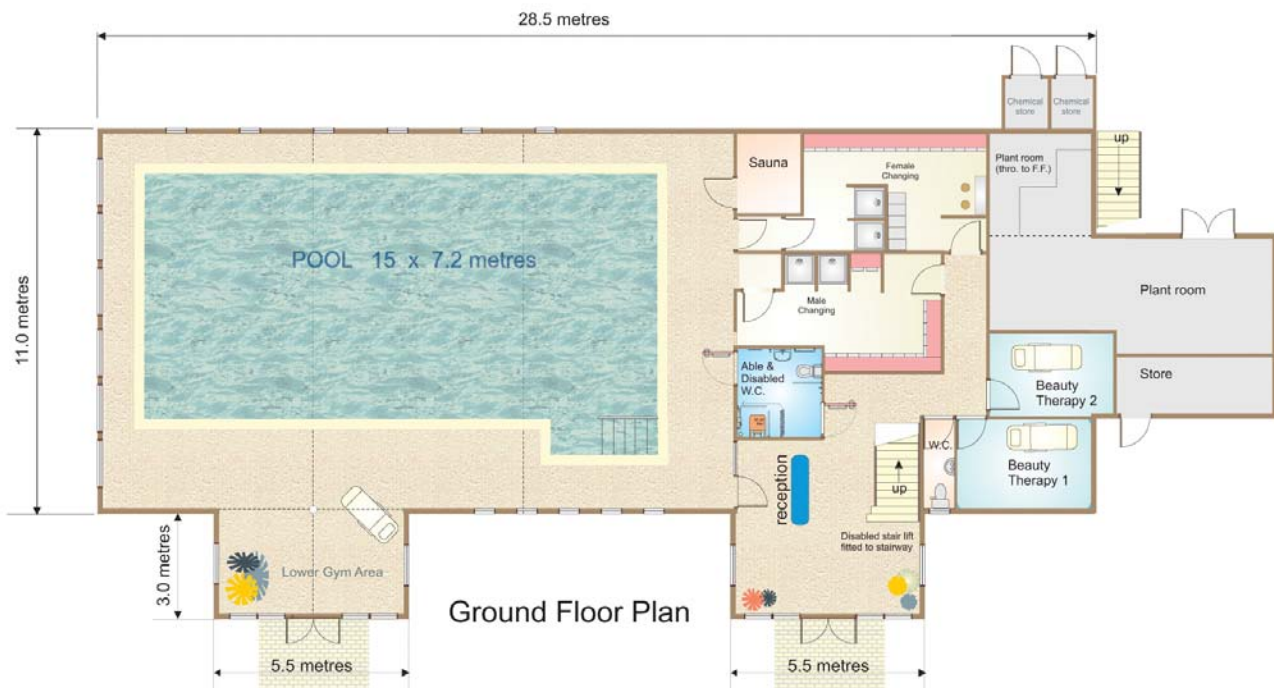 28.5 metres
Chemical
store
Chemical
store
up
11.0 metres
Sauna
Female
Changing
Plant room
(thro. to F.F.)
POOL 15 x 7.2 metres
Male
Changing
Plant room
Able &
Disabled
W.C.
Beauty
Therapy 2
Store
W.C.
Beauty
Therapy 1
reception
up
Disabled stair lift
fitted to stairway
3.0 metres
Lower Gym Area
Ground Floor Plan
5.5 metres
5.5 metres